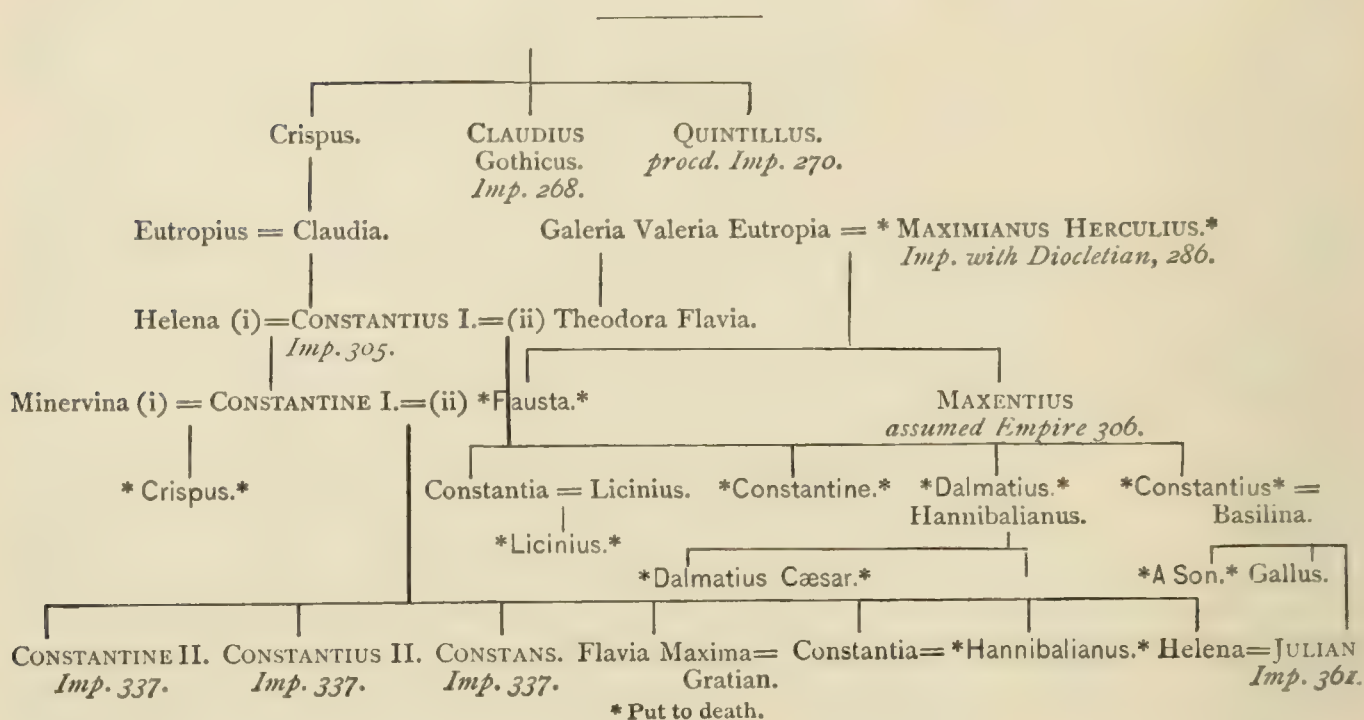 Crispus. CLAUDIUS QUINTILLUS.
Gothicus. procd. Imp. 270.
Imp. 268.
Eutropius = Claudia. Galeria Valeria Eutropia = * MAXIMIANUS HERCULIUS.*
Imp. with Diocletian, 286.
Helena (i)=CONSTANTIUS I.=(ii) Theodora Flavia.
Imp. 305.
Minervina (i) = CONSTANTINE I.=(ii) *Fausta.* MAXENTIUS
assumed Empire 306.
* Crispus.* Constantia = Licinius. *Constantine.* *Dalmatius.* *Constantius* =
Hannibalianus. Basilina.
*Licinius.*
*Dalmatius Cæsar.* *A Son.* Gallus.
CONSTANTINE II. CONSTANTIUS II. CONSTANS. Flavia Maxima= Constantia= *Hannibalianus.* Helena=JULIAN
Imp. 337. Imp. 337. Imp. 337. Gratian. Imp. 361.
* Put to death.